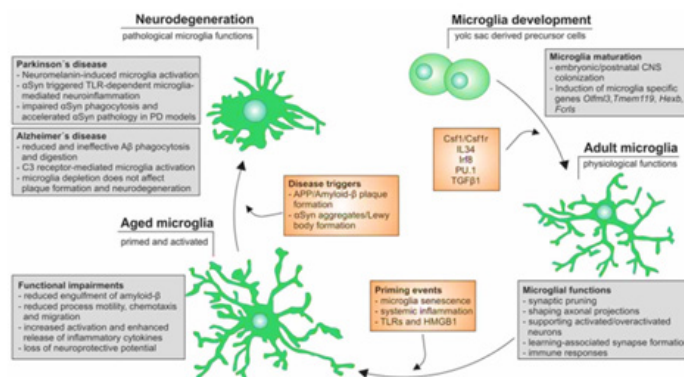 Neurodegeneration
pathological microglia functions
Parkinson´s disease
- Neuromelanin-induced microglia activation
- αSyn triggered TLR-dependent microglia-
mediated neuroinflammation
- impaired αSyn phagocytosis and
accelerated αSyn pathology in PD models
Alzheimer´s disease
- reduced and ineffective Aβ phagocytosis
and digestion
- C3 receptor-mediated microglia activation
- microglia depletion does not affect
plaque formation and neurodegeneration
Microglia development
yolc sac derived precursor cells
Microglia maturation
- embryonic/postnatal CNS
colonization
- Induction of microglia specific
genes Olfml3,Tmem119, Hexb,
Forls
Csf1/Csf1r
IL34
Irf8
PU.1
TGFβ1
Adult microglia
physiological functions
Disease triggers
- APP/Amyloid-β plaque
formation
- αSyn aggregates/Lewy
body formation
Aged microglia
primed and activated
Functional impairments
- reduced engulfment of amyloid-β
- reduced process motility, chemotaxis
and migration
- increased activation and enhanced
release of inflammatory cytokines
- loss of neuroprotective potential
Priming events
- microglia senescence
- systemic inflammation
- TLRs and HMGB1
Microglial functions
- synaptic pruning
- shaping axonal projections
- supporting activated/overactivated
neurons
- learning-associated synapse formation
- immune responses